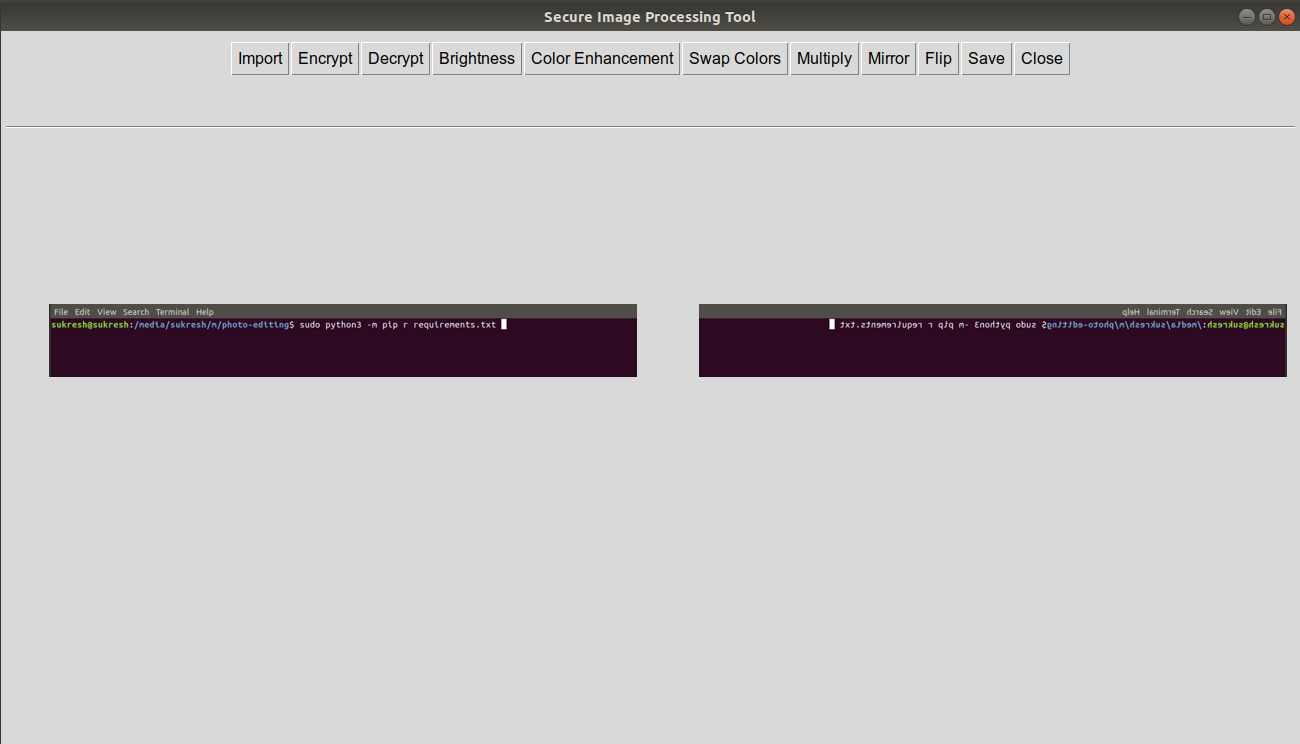 Secure Image Processing Tool
Import Encrypt Decrypt Brightness Color Enhancement Swap Colors Multiply Mirror Flip Save Close
File Edit View Search Terminal Help
sukresh@sukresh:/media/sukresh/m/photo-editing$ sudo python3 -m pip r requirements.txt
File Edit View Search Terminal Help
sukresh@sukresh:/media/sukresh/m/photo-editing$ sudo python3 -m pip r requirements.txt